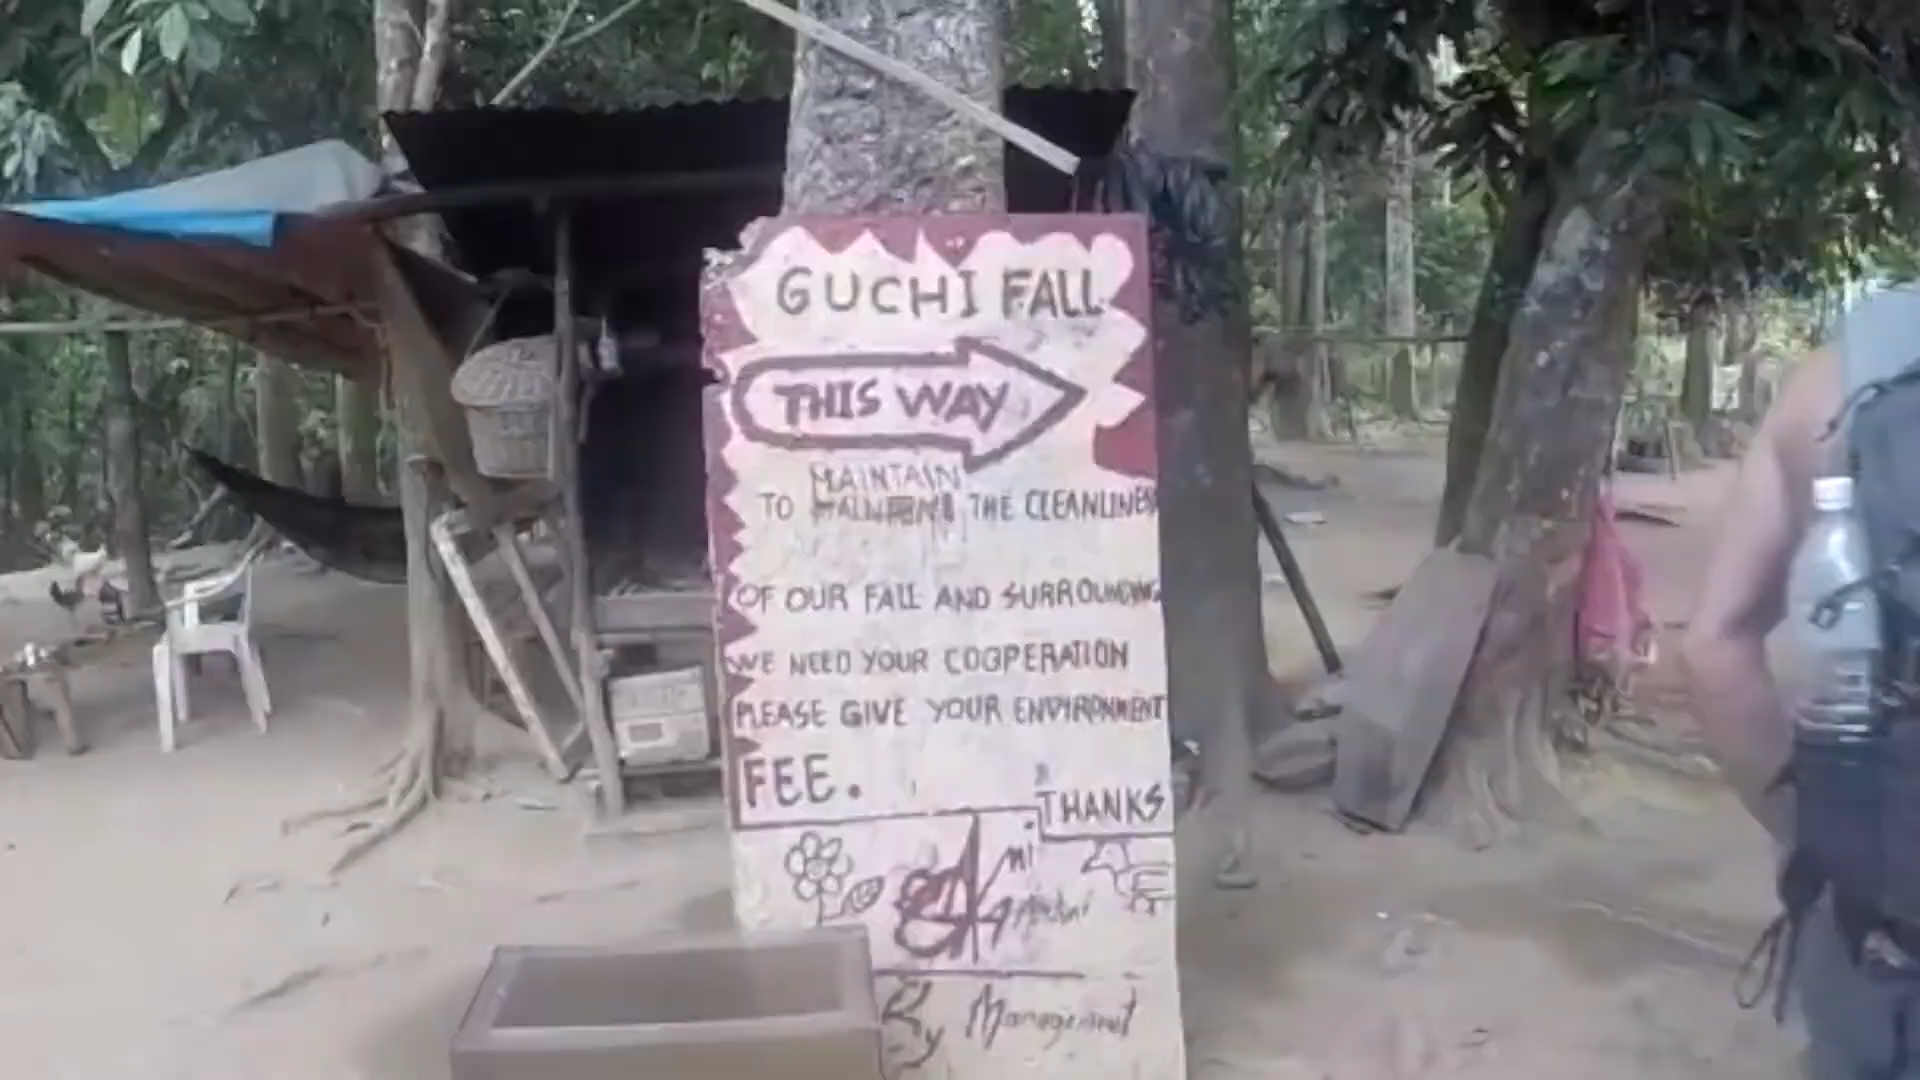 GUCHI FALL
THIS WAY
MAINTAIN
TO THE CLEANLINESS
OF OUR FALL AND SURROUNDING
WE NEED YOUR COOPERATION
PLEASE GIVE YOUR ENVIRONMENT
FEE.
THANKS
By Management